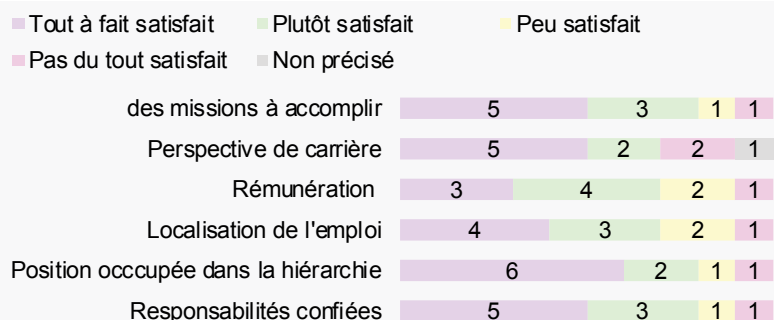 Tout à fait satisfait Plutôt satisfait Peu satisfait
Pas du tout satisfait Non précisé
des missions à accomplir 5 3 1 1
Perspective de carrière 5 2 2 1
Rémunération 3 4 2 1
Localisation de l'emploi 4 3 2 1
Position occcupée dans la hiérarchie 6 2 1 1
Responsabilités confiées 5 3 1 1